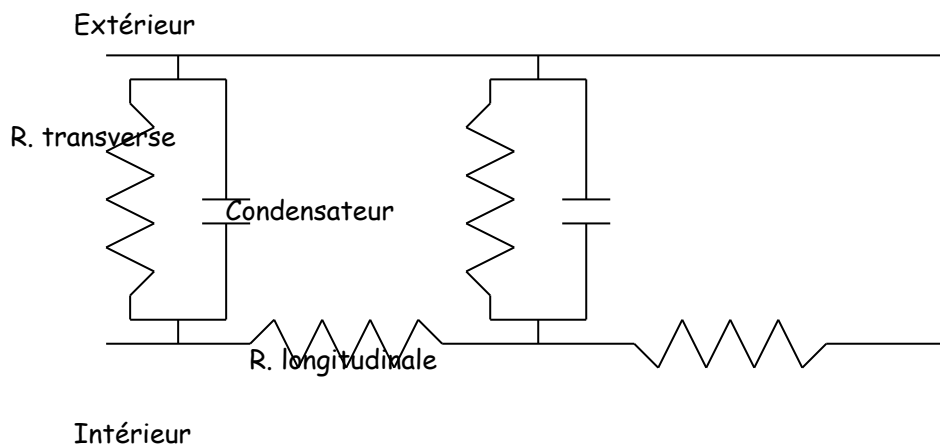 Extérieur
R. transverse
Condensateur
R. longitudinale
Intérieur